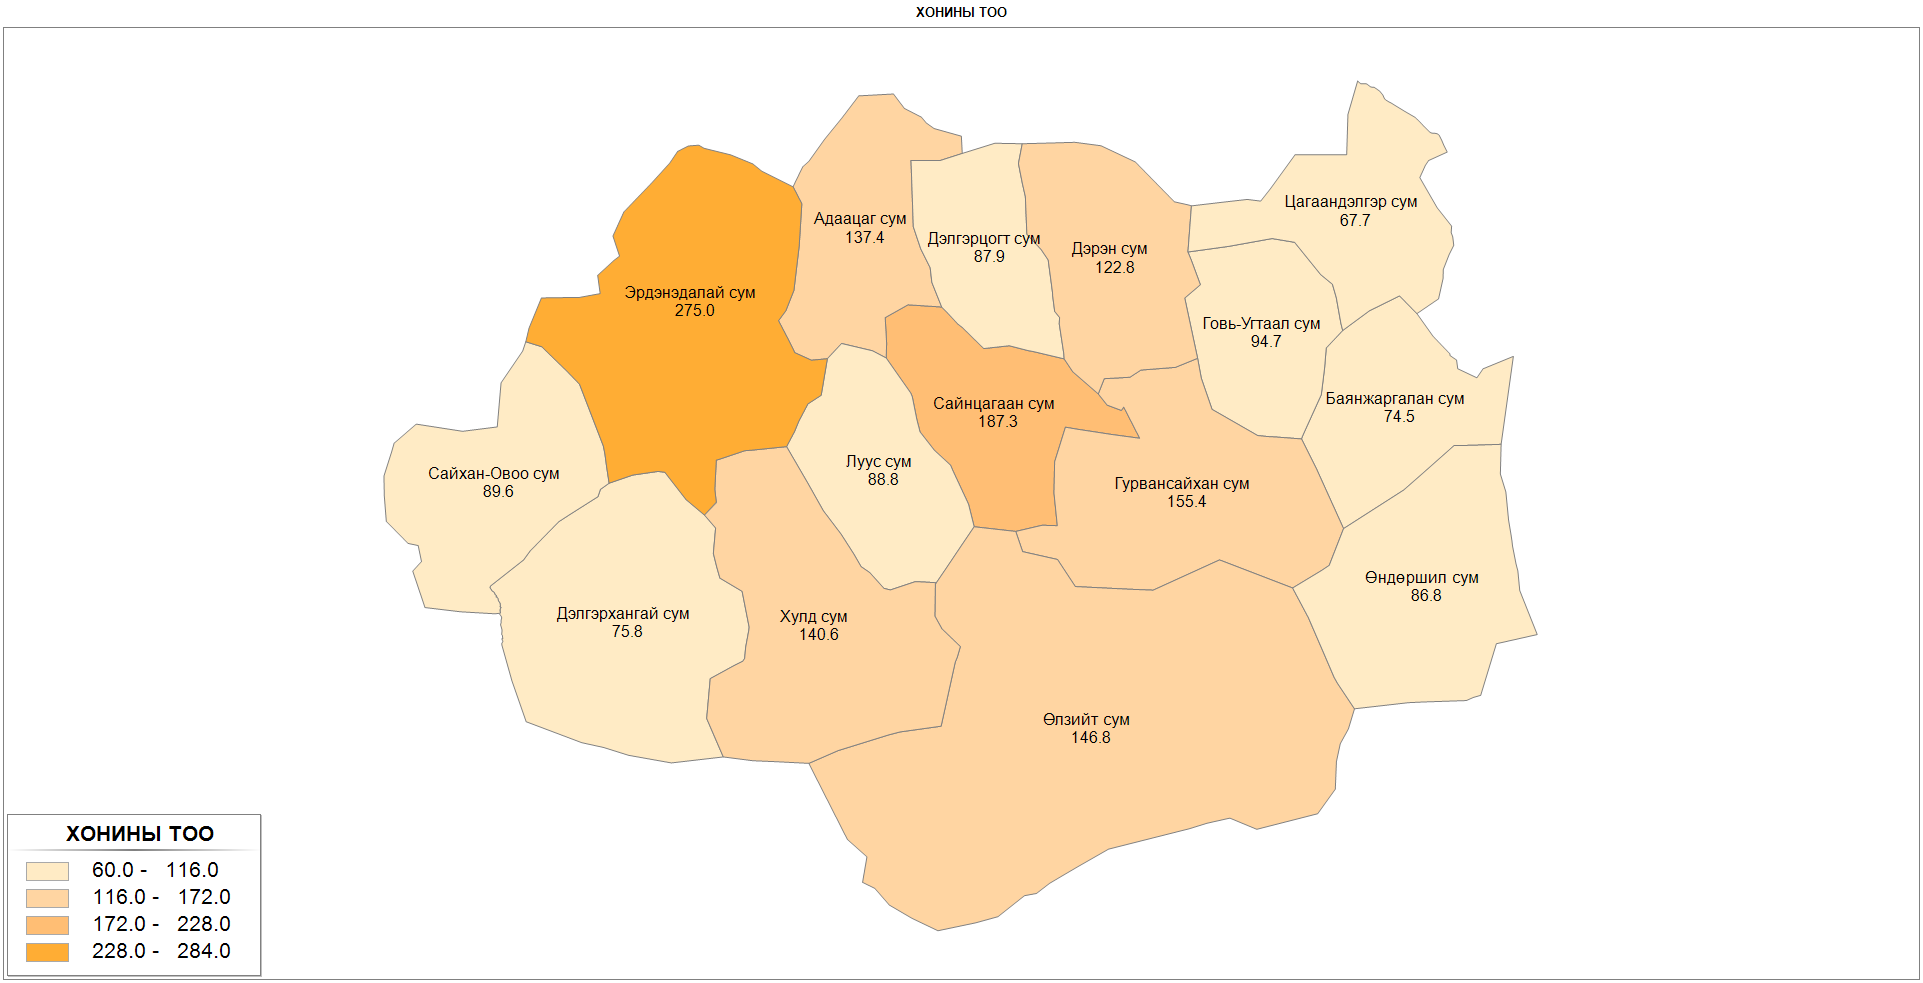 ХОНИНЫ ТОО
Цагаандэлгэр сум
67.7
Адаацаг сум
137.4
Дэлгэрцогт сум
87.9
Дэрэн сум
122.8
Эрдэнэдалай сум
275.0
Говь-Угтаал сум
94.7
Баянжаргалан сум
74.5
Сайнцагаан сум
187.3
Луус сум
88.8
Сайхан-Овоо сум
89.6
Гурвансайхан сум
155.4
Өндөршил сум
86.8
Дэлгэрхангай сум
75.8
Хулд сум
140.6
Өлзийт сум
146.8
ХОНИНЫ ТОО
60.0 - 116.0
116.0 - 172.0
172.0 - 228.0
228.0 - 284.0